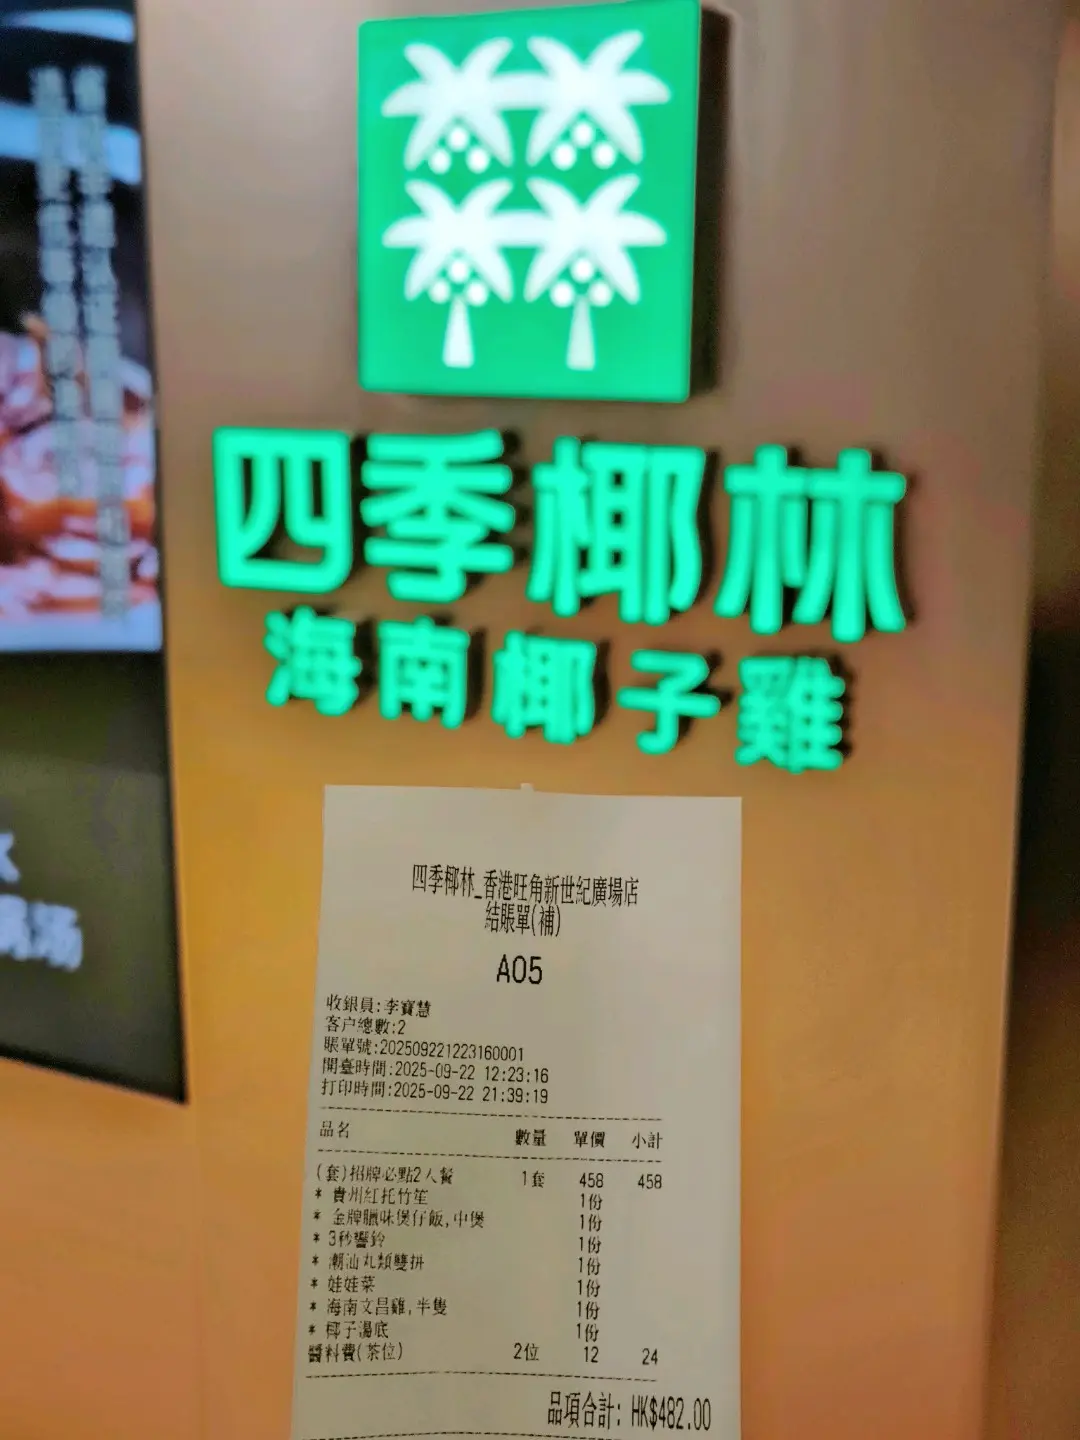 四季椰林
海南椰子雞
四季椰林_香港旺角新世紀廣場店
結賬單(補)
A05
收銀員:李寶慧
客户總數:2
賬單號:202509221223160001
開臺時間:2025-09-22 12:23:16
打印時間:2025-09-22 21:39:19
品名 數量 單價 小計
(套)招牌必點2人餐 1套 458 458
* 貴州紅托竹笙 1份
* 金牌臘味煲仔飯,中煲 1份
* 3秒響鈴 1份
* 潮汕丸類雙拼 1份
* 娃娃菜 1份
* 海南文昌雞,半隻 1份
* 椰子湯底 1份
醬料費(茶位) 2位 12 24
品項合計: HK$482.00